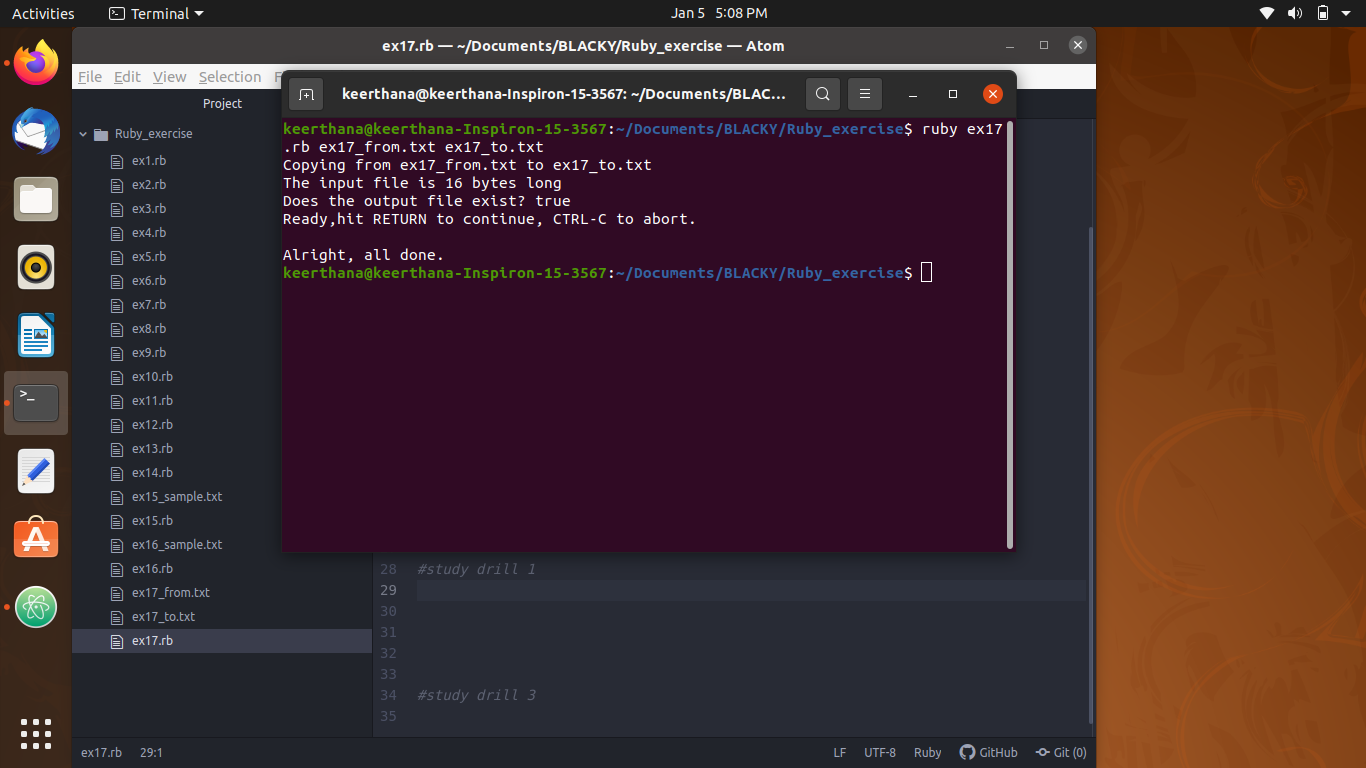 Activities
Terminal
Jan 5 5:08 PM
ex17.rb — ~/Documents/BLACKY/Ruby_exercise — Atom
File Edit View Selection F
Project
keerthana@keerthana-Inspiron-15-3567: ~/Documents/BLAC...
Ruby_exercise
ex1.rb
ex2.rb
ex3.rb
ex4.rb
ex5.rb
ex6.rb
ex7.rb
ex8.rb
ex9.rb
ex10.rb
ex11.rb
ex12.rb
ex13.rb
ex14.rb
ex15_sample.txt
ex15.rb
ex16_sample.txt
ex16.rb
ex17_from.txt
ex17_to.txt
ex17.rb
keerthana@keerthana-Inspiron-15-3567:~/Documents/BLACKY/Ruby_exercise$ ruby ex17
.rb ex17_from.txt ex17_to.txt
Copying from ex17_from.txt to ex17_to.txt
The input file is 16 bytes long
Does the output file exist? true
Ready,hit RETURN to continue, CTRL-C to abort.
Alright, all done.
keerthana@keerthana-Inspiron-15-3567:~/Documents/BLACKY/Ruby_exercise$
28 #study drill 1
29
30
31
32
33
34 #study drill 3
35
ex17.rb 29:1
LF UTF-8 Ruby GitHub Git (0)